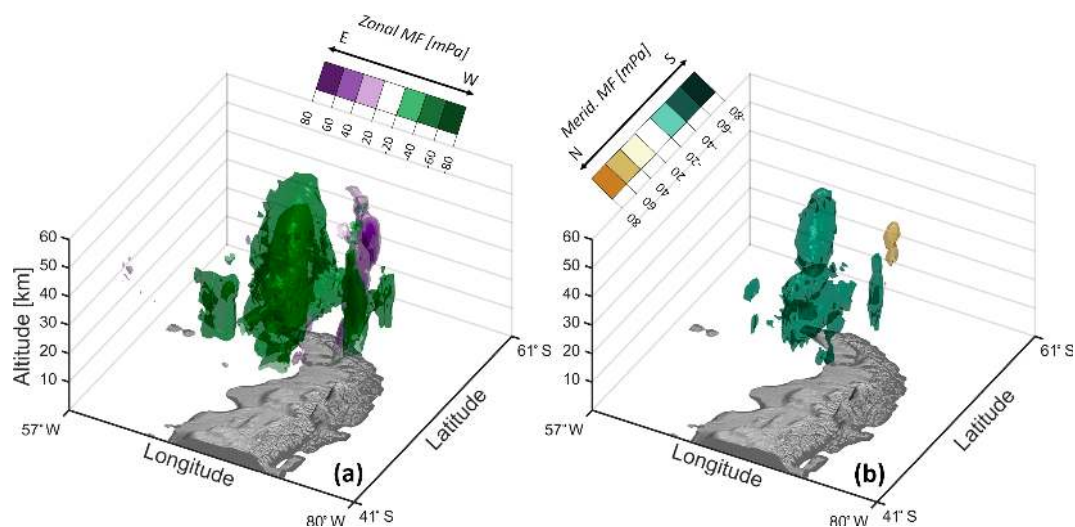 Zonal MF [mPa]
E
W
80
60
40
20
-20
-40
-60
-80
Altitude [km]
60
50
40
30
20
10
57° W
Longitude
80° W
41° S
Latitude
61° S
(a)
Merid. MF [mPa]
N
S
80
60
40
20
-20
-40
-60
-80
60
50
40
30
20
10
57° W
Longitude
80° W
41° S
Latitude
61° S
(b)